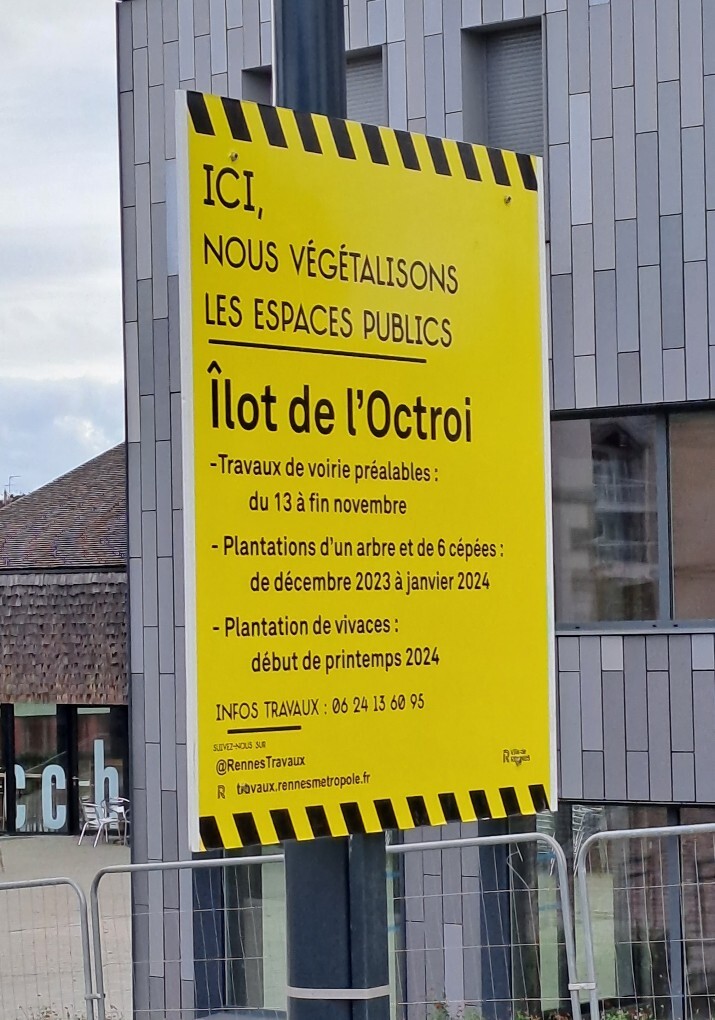 ICI,
NOUS VÉGÉTALISONS
LES ESPACES PUBLICS
Îlot de l'Octroi
-Travaux de voirie préalables :
du 13 à fin novembre
- Plantations d'un arbre et de 6 cépées :
de décembre 2023 à janvier 2024
- Plantation de vivaces :
début de printemps 2024
INFOS TRAVAUX : 06 24 13 60 95
SUIVEZ-NOUS SUR
@RennesTravaux
travaux.rennesmetropole.fr